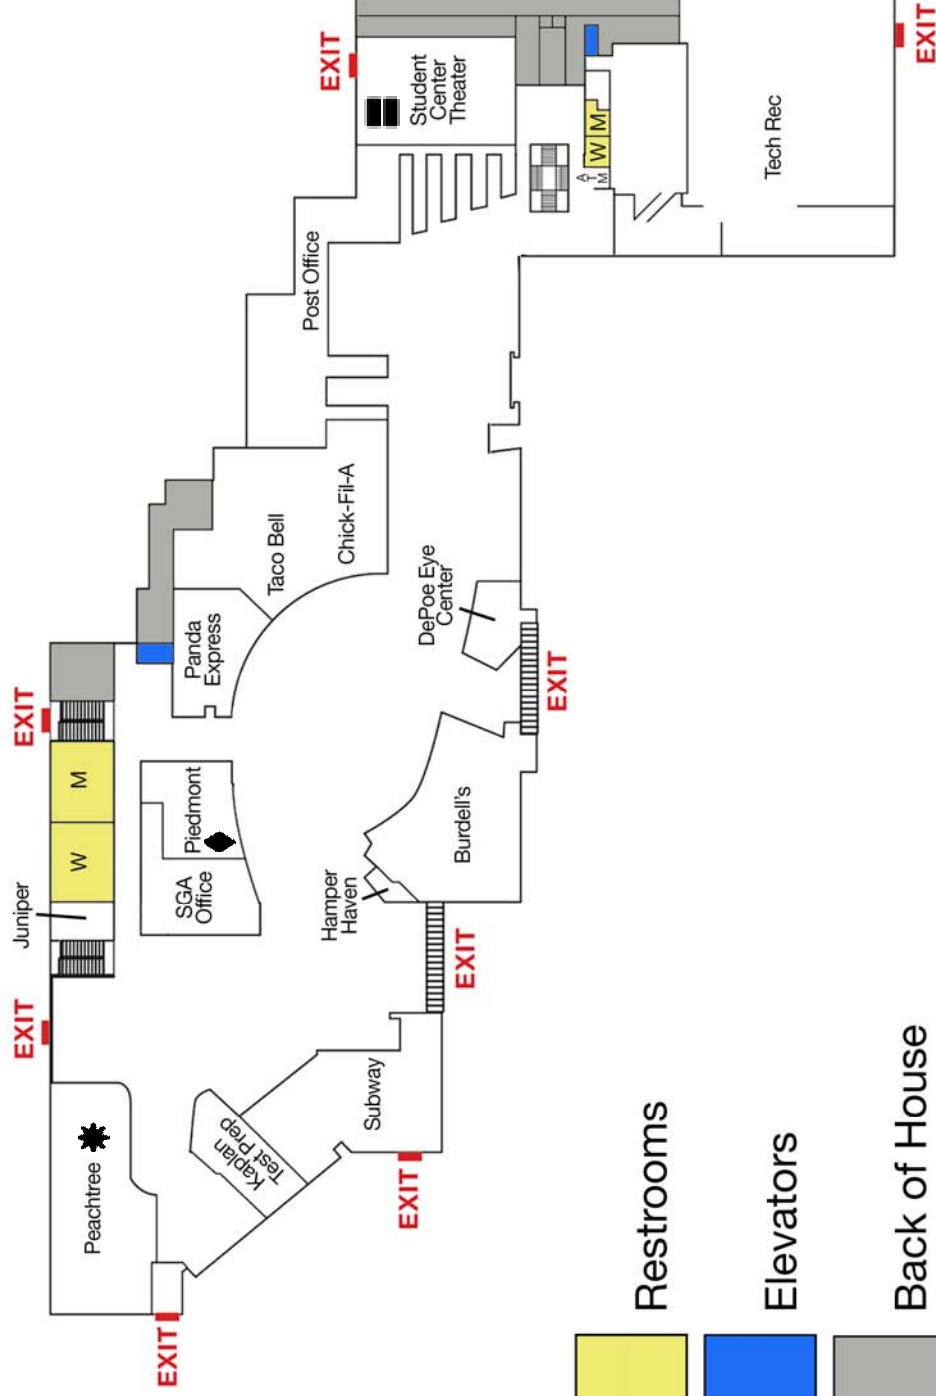 EXIT
Juniper
W
M
EXIT
EXIT
Peachtree
SGA
Office
Piedmont
Panda
Express
Taco Bell
Chick-Fil-A
Post Office
EXIT
Student
Center
Theater
EXIT
Kaplan
Test Prep
Subway
EXIT
Hamper
Haven
EXIT
Burdell's
DePoe Eye
Center
EXIT
ATM
W
M
Tech Rec
EXIT
Restrooms
Elevators
Back of House